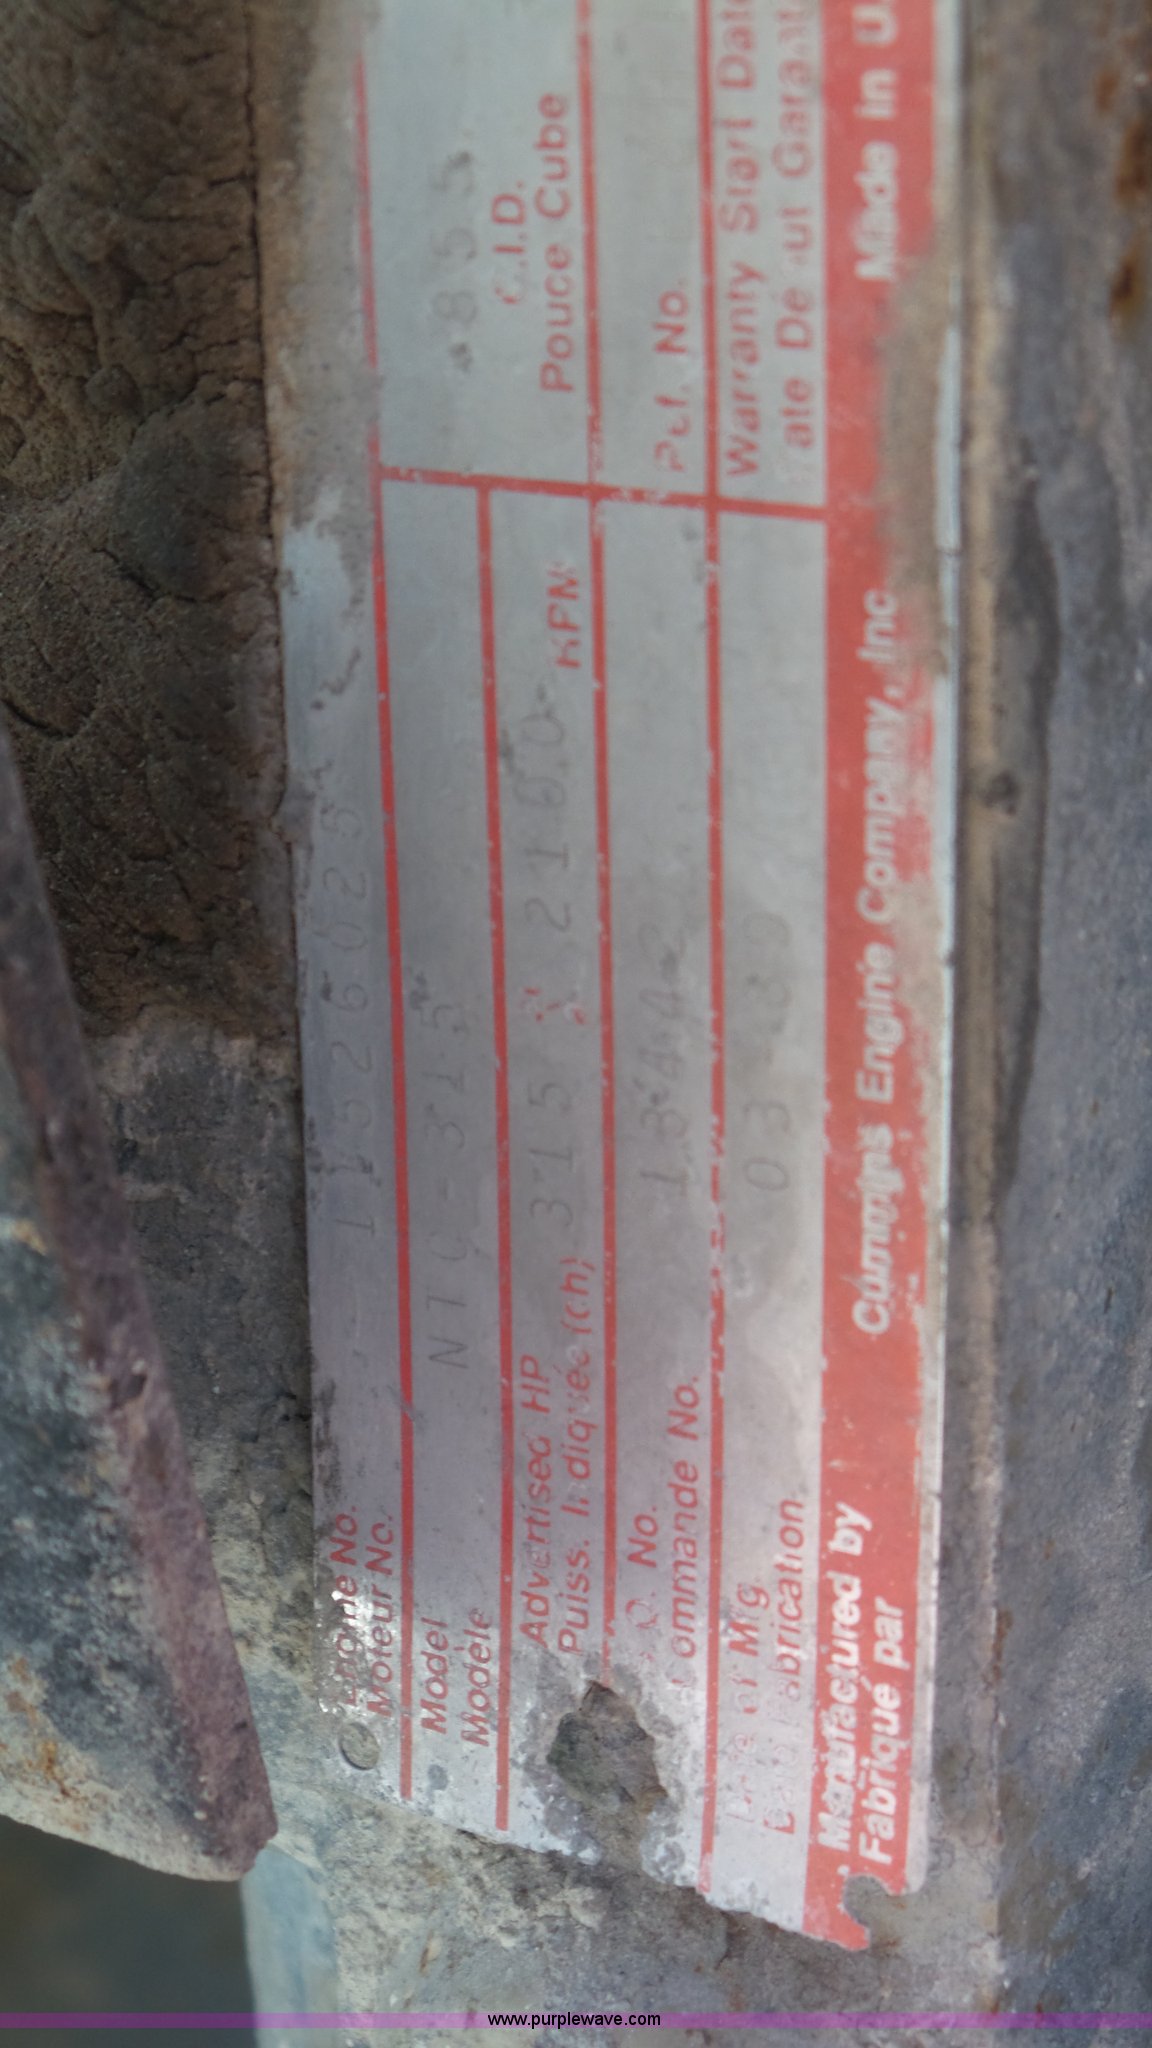 Engine No.
Moteur No.
11526025
Model
Modèle
NTC-315
*855*
C.I.D.
Pouce Cube
Advertised HP
Puiss. Indiquée (ch)
315
2100
RPM
No.
Commande No.
Ref. No.
Date of Mfg
Date Fabrication
03
Warranty Start Date
Date Début Garantie
Manufactured by
Fabriqué par
Cummins Engine Company, Inc
Made in U.
www.purplewave.com